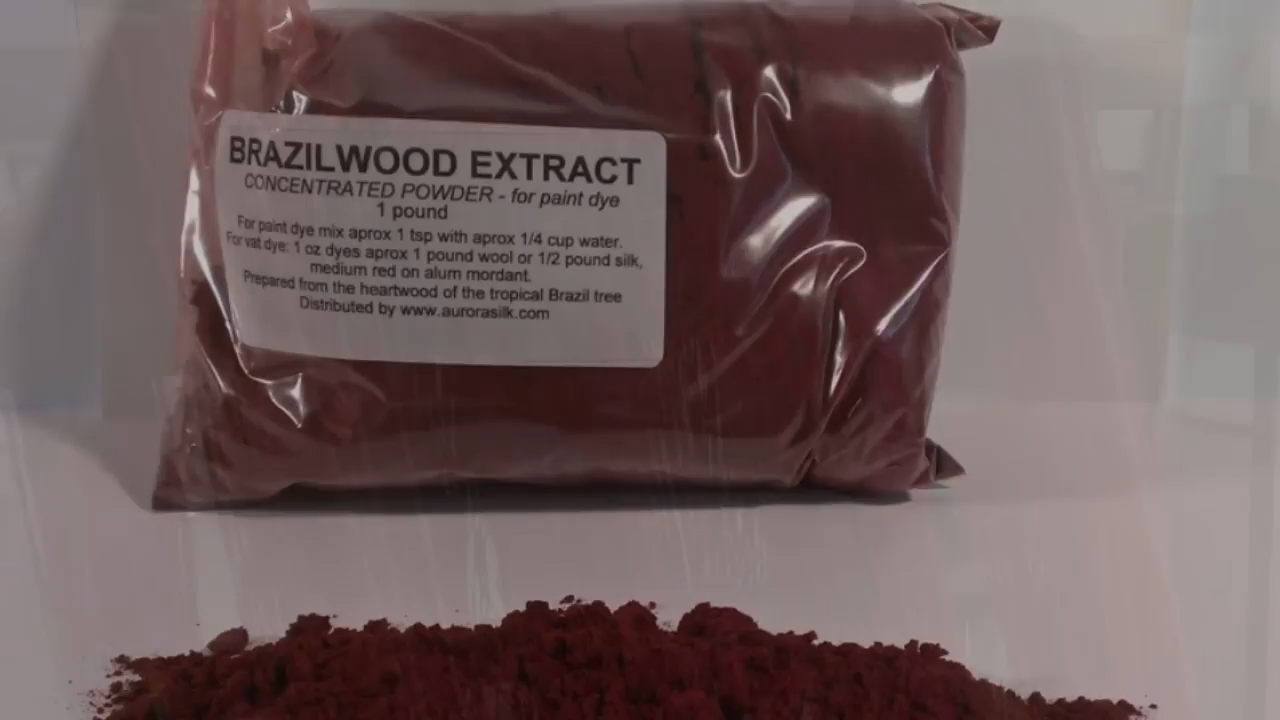 BRAZILWOOD EXTRACT
CONCENTRATED POWDER - for paint dye
1 pound
For paint dye mix aprox 1 tsp with aprox 1/4 cup water.
For vat dye: 1 oz dyes aprox 1 pound wool or 1/2 pound silk,
medium red on alum mordant.
Prepared from the heartwood of the tropical Brazil tree
Distributed by www.aurorasilk.com